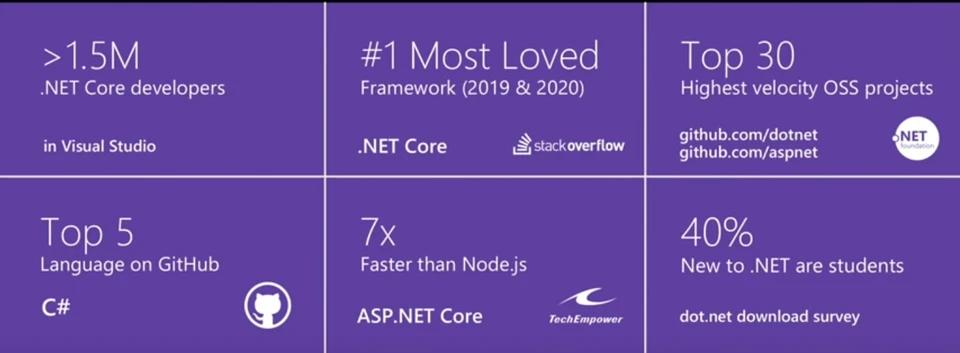 >1.5M
.NET Core developers
in Visual Studio
#1 Most Loved
Framework (2019 & 2020)
.NET Core
stackoverflow
Top 30
Highest velocity OSS projects
github.com/dotnet
github.com/aspnet
.NET
foundation
Top 5
Language on GitHub
C#
7x
Faster than Node.js
ASP.NET Core
TechEmpower
40%
New to .NET are students
dot.net download survey